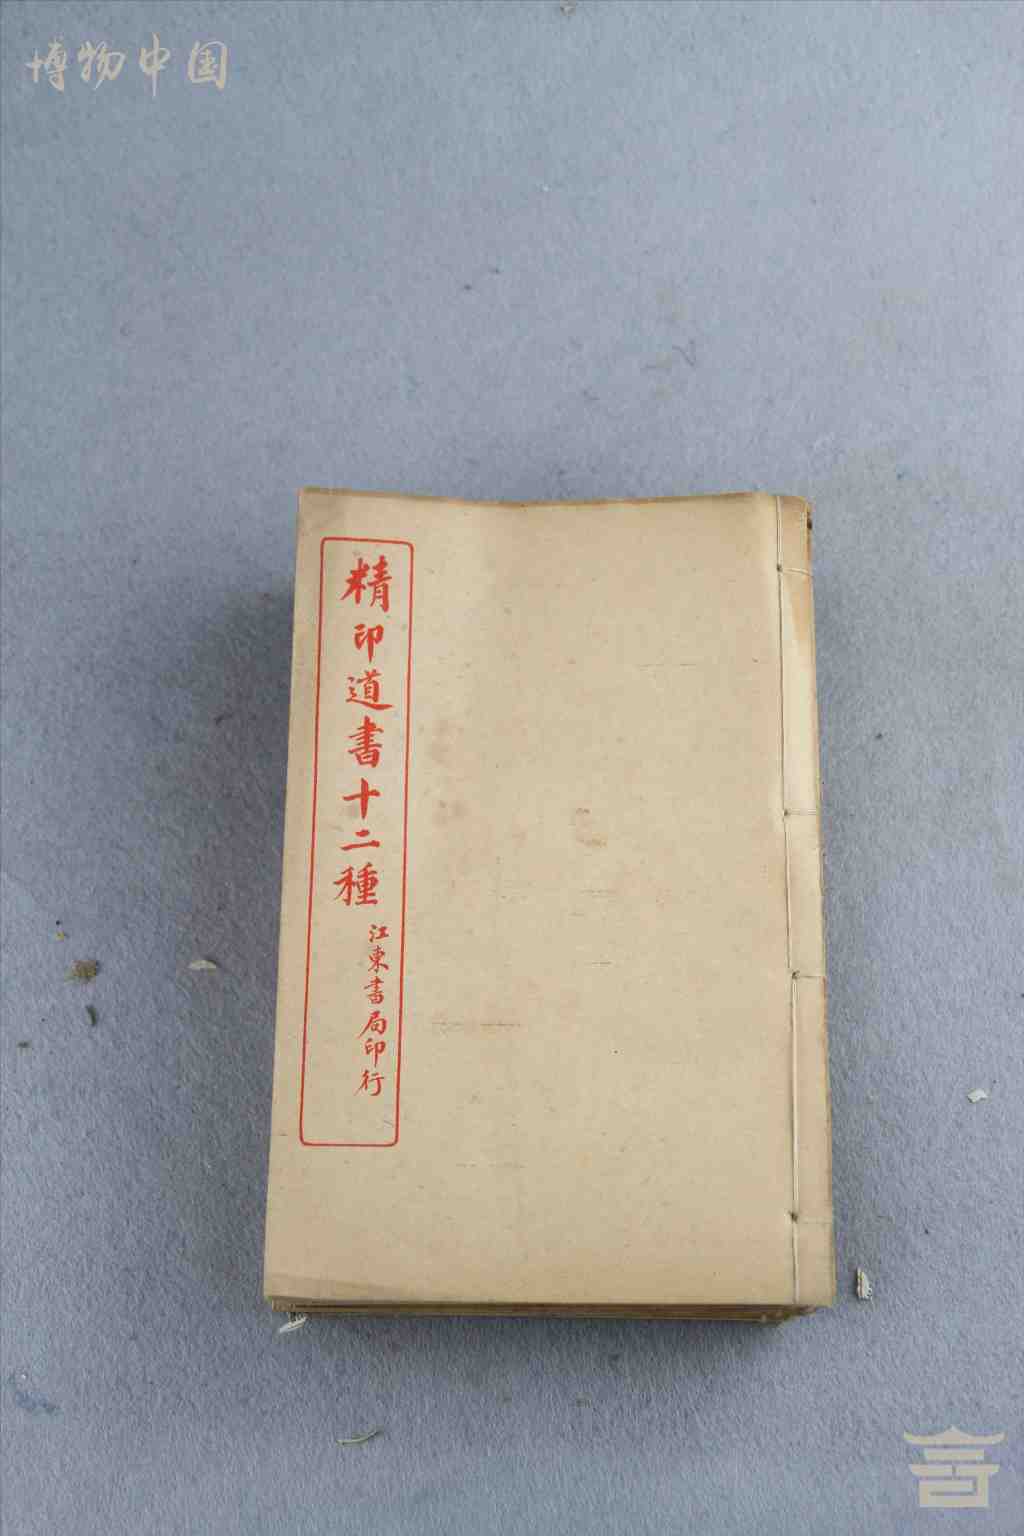 博物中国
精印道書十二種
江東書局印行